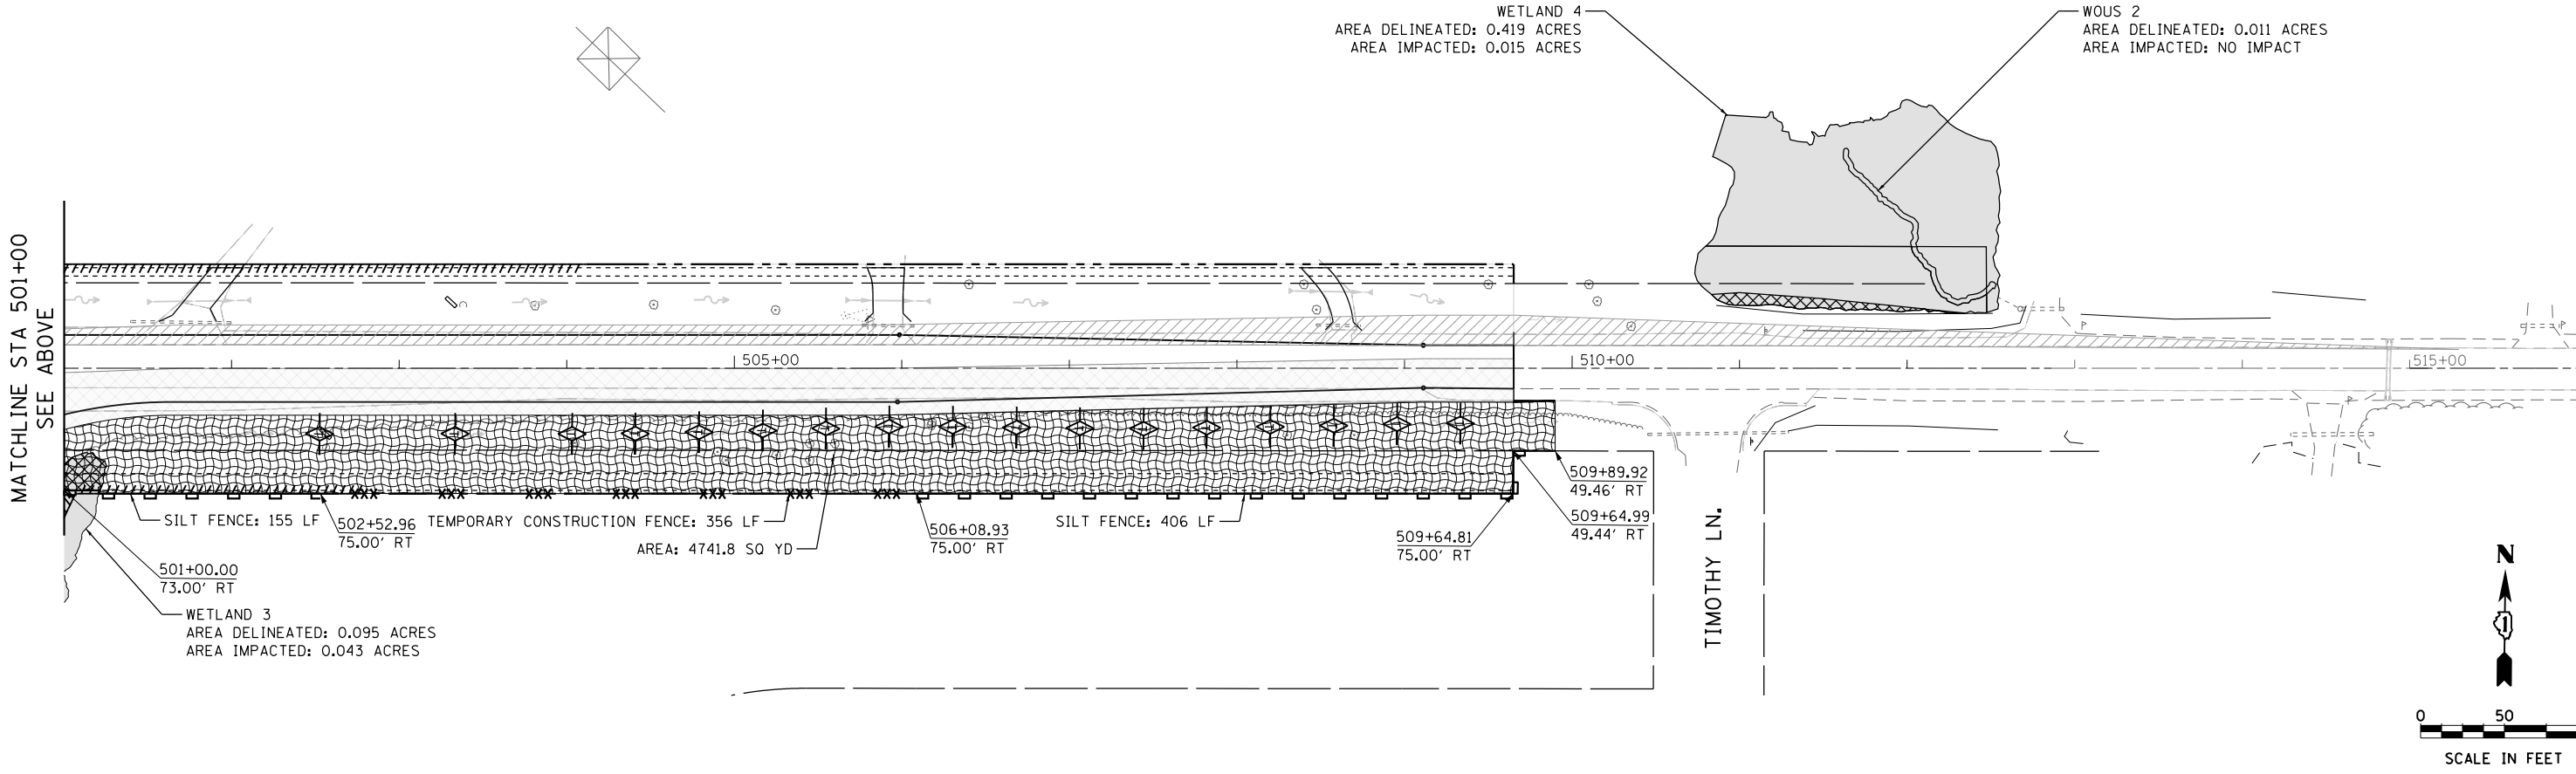 WETLAND 4
AREA DELINEATED: 0.419 ACRES
AREA IMPACTED: 0.015 ACRES
WOUS 2
AREA DELINEATED: 0.011 ACRES
AREA IMPACTED: NO IMPACT
MATCHLINE STA 501+00
SEE ABOVE
505+00
510+00
515+00
SILT FENCE: 155 LF
502+52.96
75.00' RT
TEMPORARY CONSTRUCTION FENCE: 356 LF
AREA: 4741.8 SQ YD
506+08.93
75.00' RT
SILT FENCE: 406 LF
509+64.81
75.00' RT
509+89.92
49.46' RT
509+64.99
49.44' RT
501+00.00
73.00' RT
WETLAND 3
AREA DELINEATED: 0.095 ACRES
AREA IMPACTED: 0.043 ACRES
TIMOTHY LN.
N
1
0 50
SCALE IN FEET